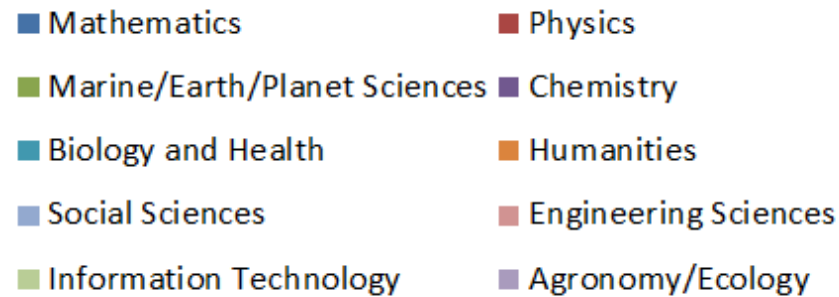 Mathematics Physics
Marine/Earth/Planet Sciences Chemistry
Biology and Health Humanities
Social Sciences Engineering Sciences
Information Technology Agronomy/Ecology